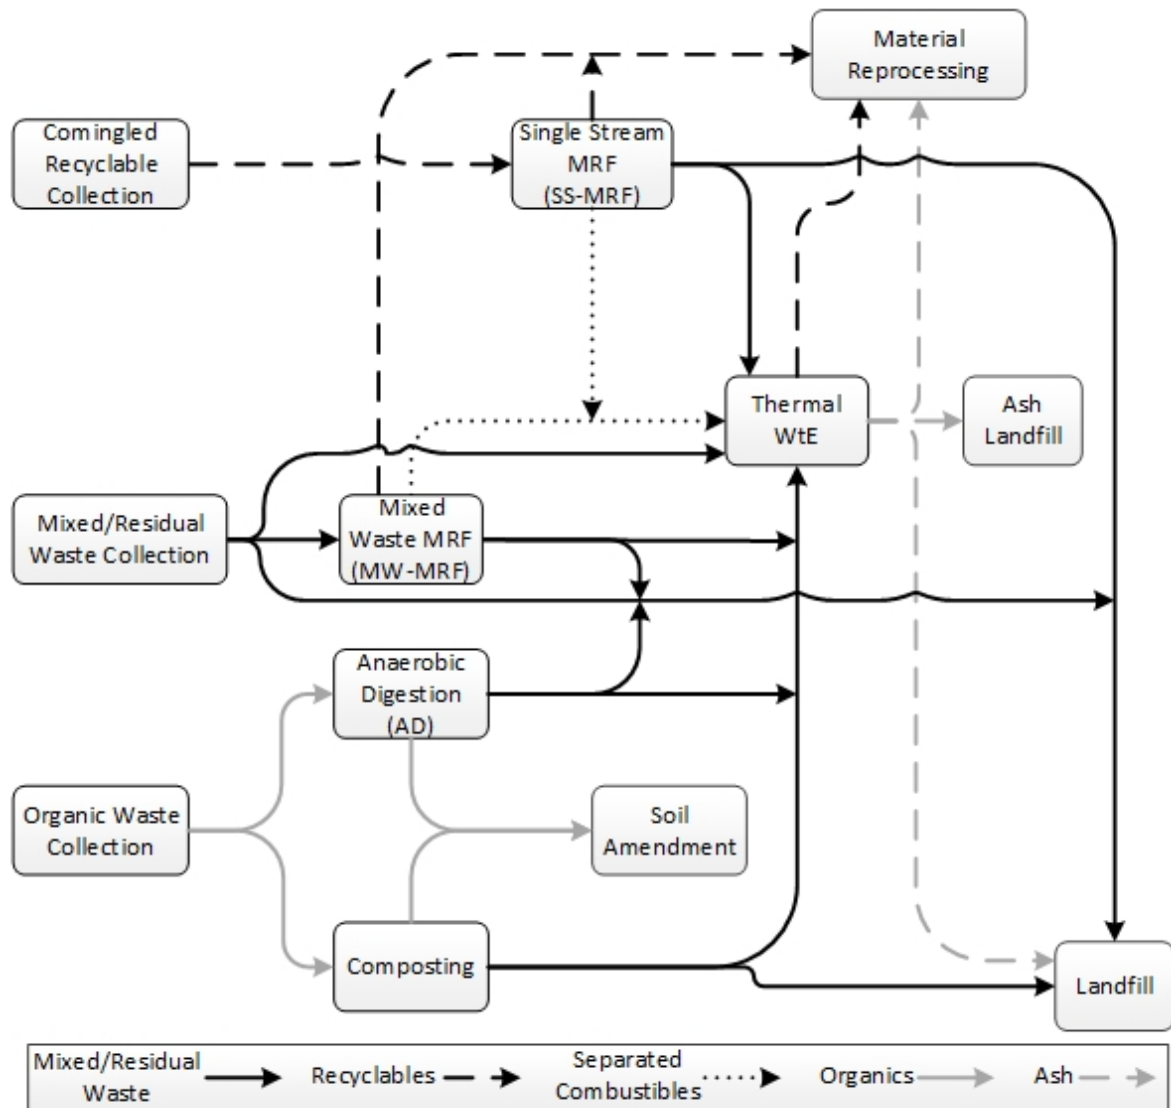 Material
Reprocessing
Comingled
Recyclable
Collection
Single Stream
MRF
(SS-MRF)
Thermal
WtE
Ash
Landfill
Mixed/Residual
Waste Collection
Mixed
Waste MRF
(MW-MRF)
Anaerobic
Digestion
(AD)
Organic Waste
Collection
Soil
Amendment
Composting
Landfill
Mixed/Residual
Waste
Recyclables
Separated
Combustibles
Organics
Ash